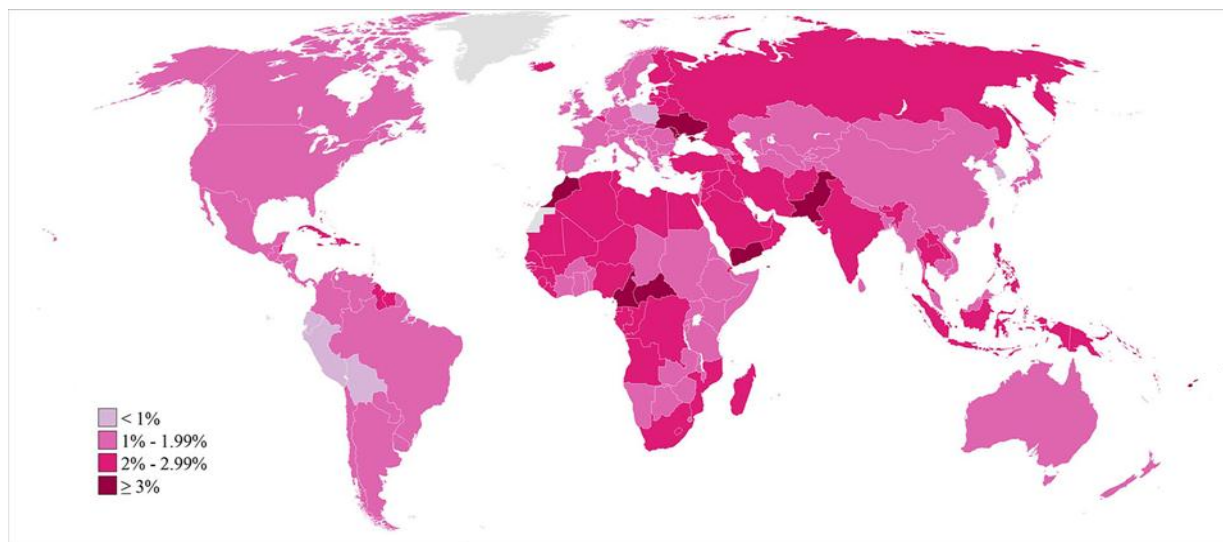 < 1%
1% - 1.99%
2% - 2.99%
≥ 3%